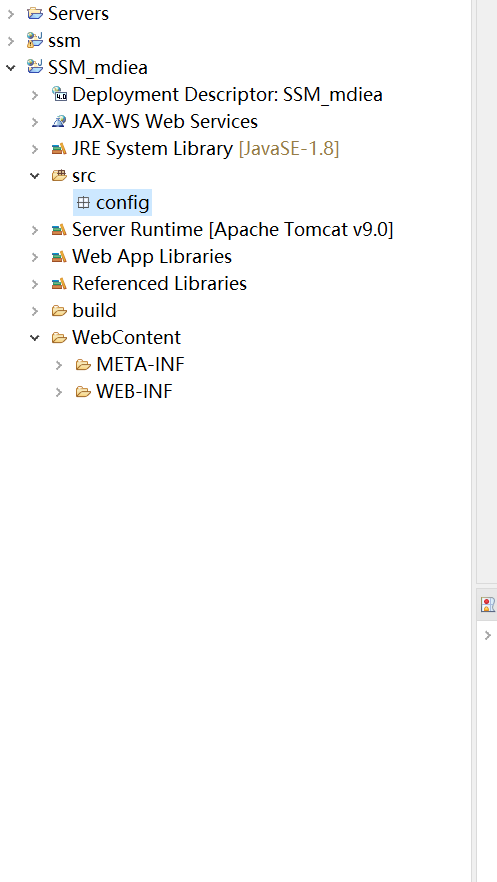 Servers
ssm
SSM_mdiea
Deployment Descriptor: SSM_mdiea
JAX-WS Web Services
JRE System Library [JavaSE-1.8]
src
config
Server Runtime [Apache Tomcat v9.0]
Web App Libraries
Referenced Libraries
build
WebContent
META-INF
WEB-INF